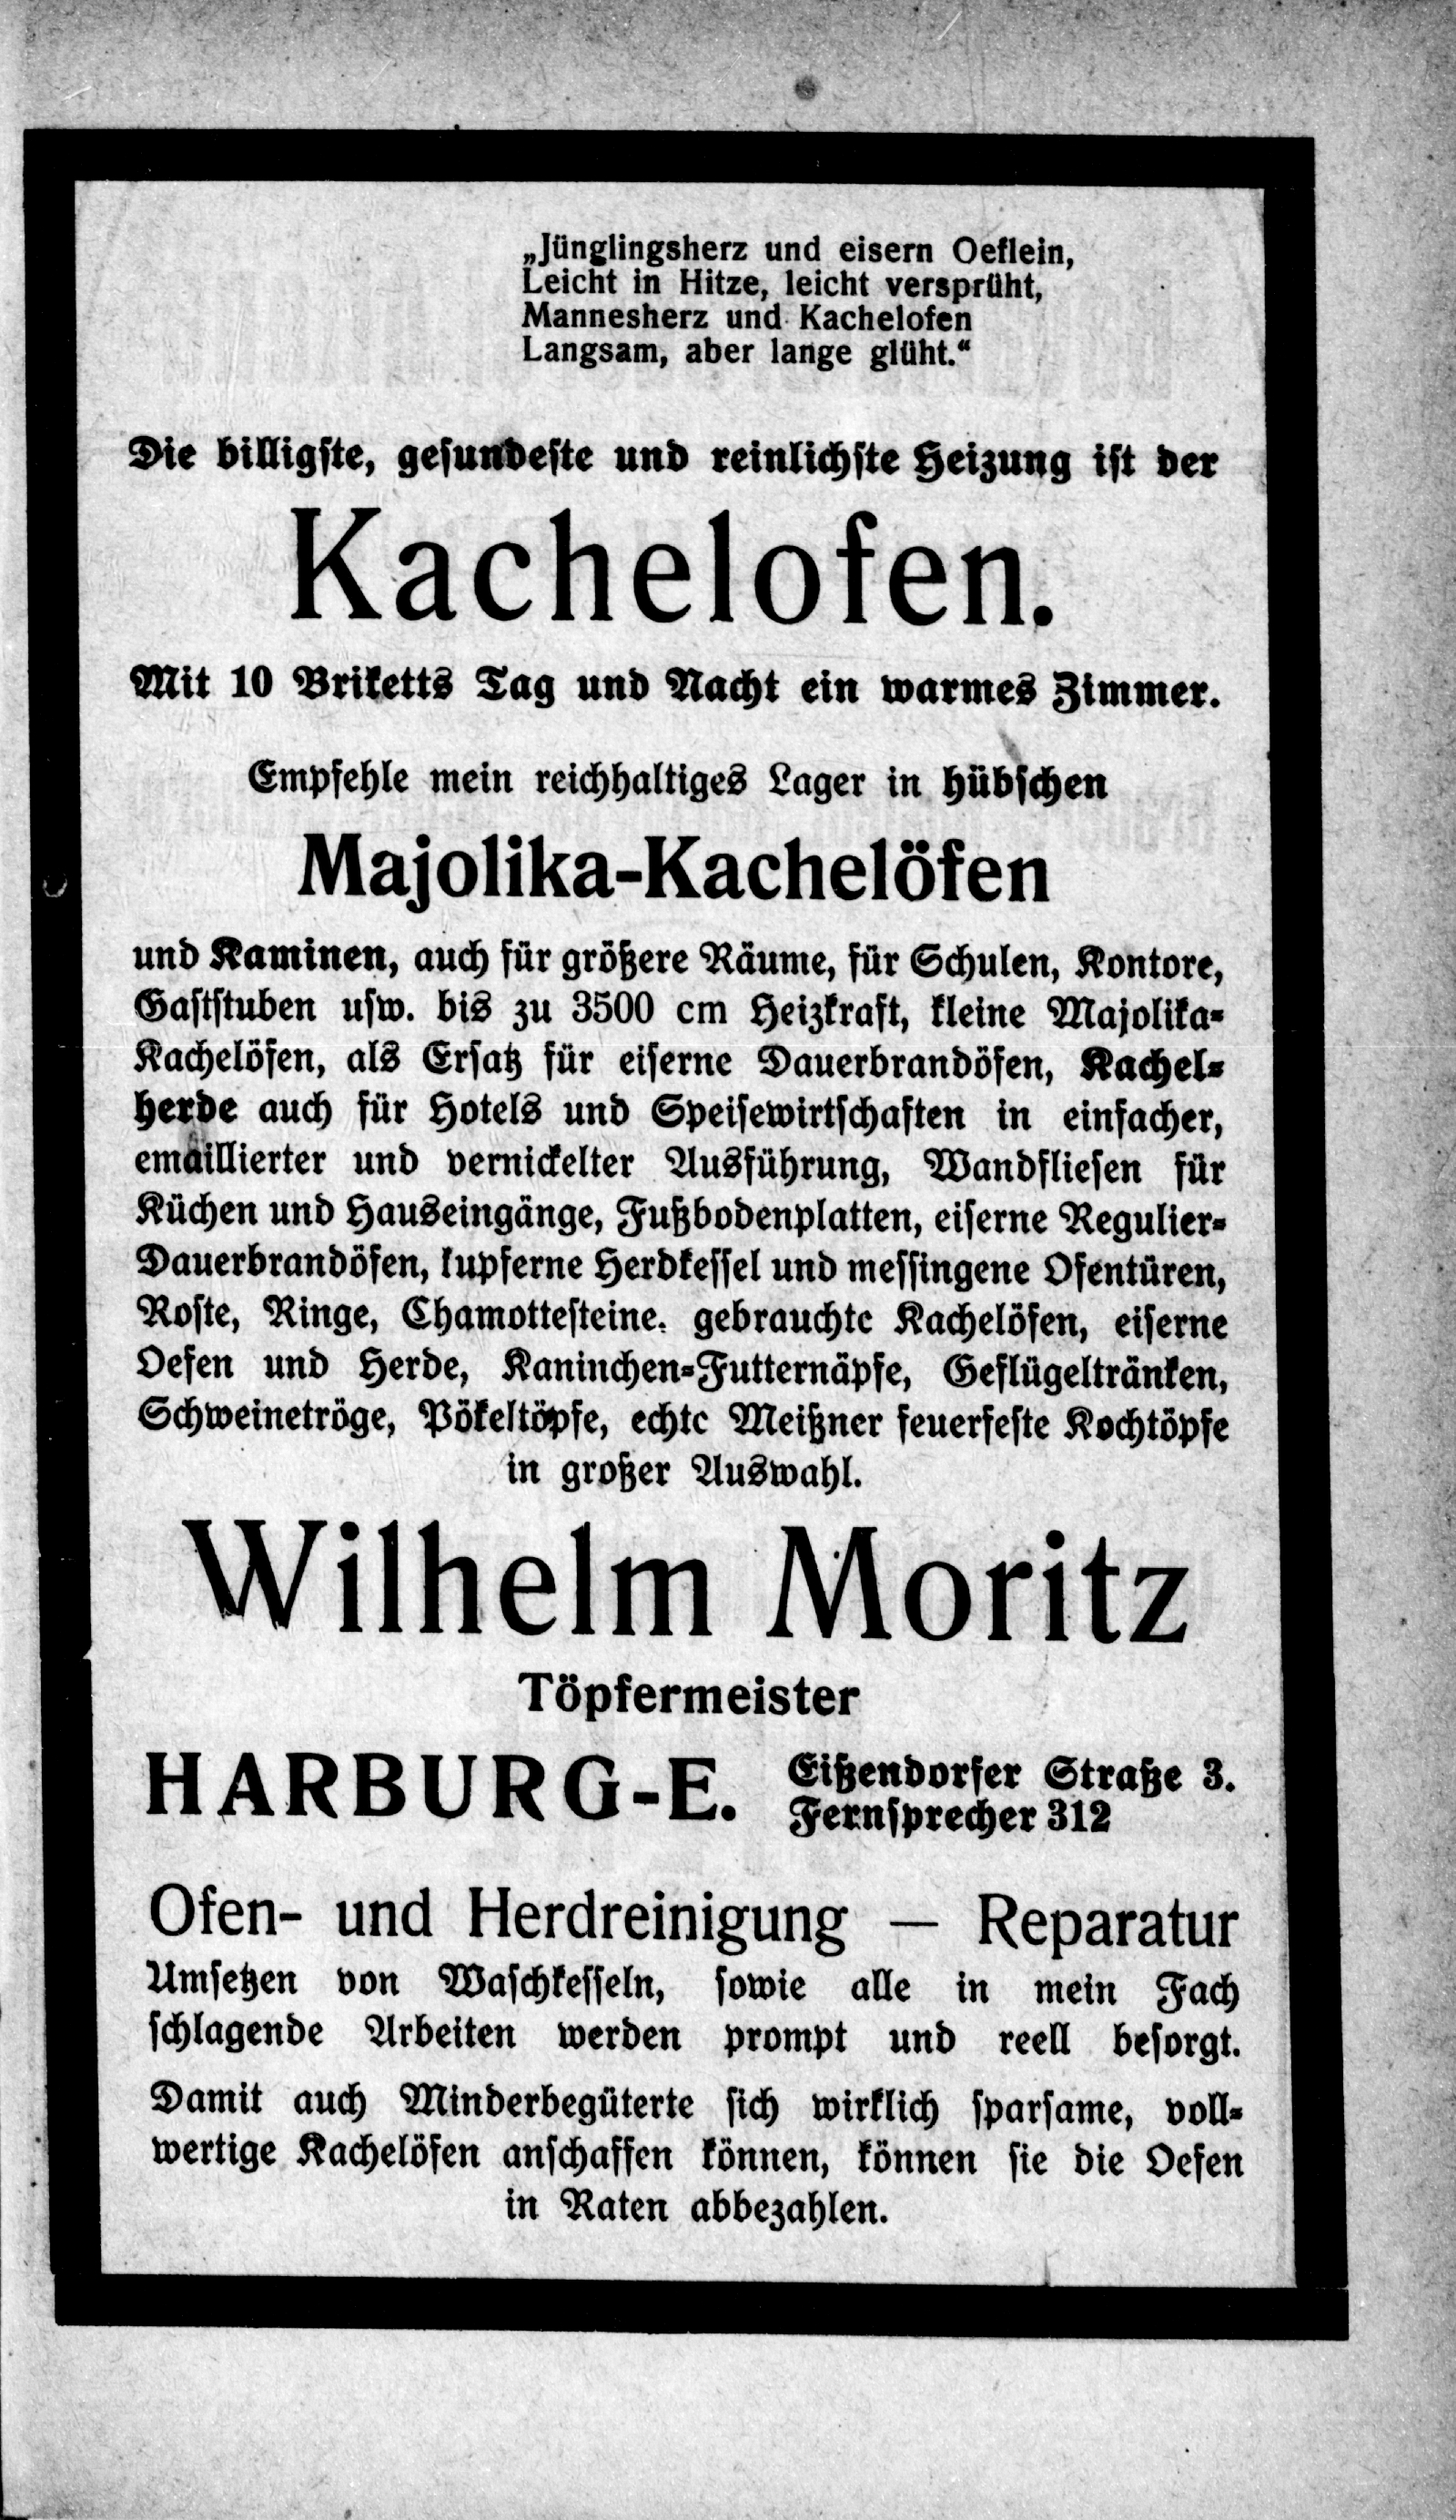 „Jünglingsherz und eisern Oeflein,
Leicht in Hitze, leicht versprüht,
Mannesherz und Kachelofen
Langsam, aber lange glüht.“
Die billigste, gesundeste und reinlichste Heizung ist der
Kachelofen.
Mit 10 Briketts Tag und Nacht ein warmes Zimmer.
Empfehle mein reichhaltiges Lager in hübschen
Majolika-Kachelöfen
und Kaminen, auch für größere Räume, für Schulen, Kontore,
Gaststuben usw. bis zu 3500 cm Heizkraft, kleine Majolika-
Kachelöfen, als Ersatz für eiserne Dauerbrandöfen, Kachel-
herde auch für Hotels und Speisewirtschaften in einfacher,
emaillierter und vernickelter Ausführung, Wandfliesen für
Küchen und Hauseingänge, Fußbodenplatten, eiserne Regulier-
Dauerbrandöfen, kupferne Herdkessel und messingene Ofentüren,
Roste, Ringe, Chamottesteine, gebrauchte Kachelöfen, eiserne
Oefen und Herde, Kaninchen-Futternäpfe, Geflügeltränken,
Schweinetröge, Pökeltöpfe, echte Meißner feuerfeste Kochtöpfe
in großer Auswahl.
Wilhelm Moritz
Töpfermeister
HARBURG-E. Eißendorfer Straße 3.
Fernsprecher 312
Ofen- und Herdreinigung — Reparatur
Umsetzen von Waschkesseln, sowie alle in mein Fach
schlagende Arbeiten werden prompt und reell besorgt.
Damit auch Minderbegüterte sich wirklich sparsame, voll-
wertige Kachelöfen anschaffen können, können sie die Oefen
in Raten abbezahlen.